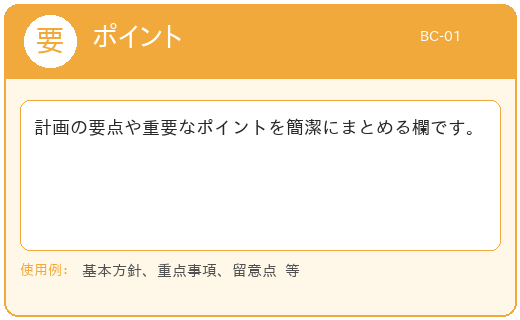 要 ポイント BC-01
計画の要点や重要なポイントを簡潔にまとめる欄です。
使用例: 基本方針、重点事項、留意点 等